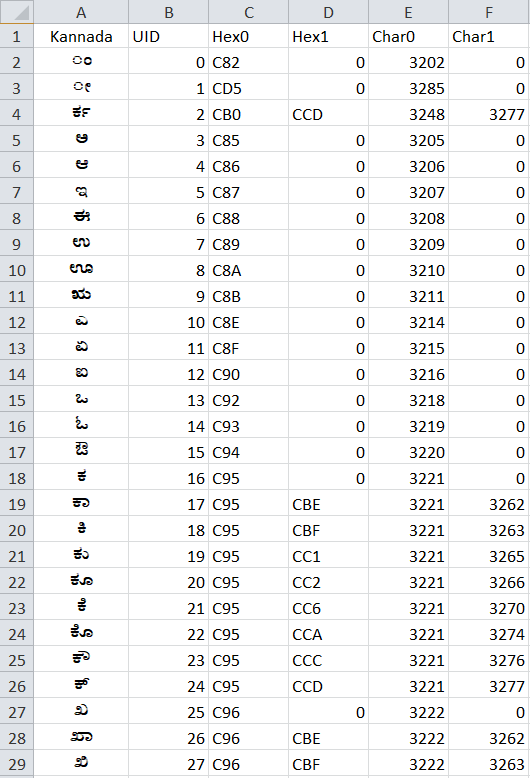 A B C D E F
1 Kannada UID Hex0 Hex1 Char0 Char1
2 ಂ 0 C82 0 3202 0
3 ೕ 1 CD5 0 3285 0
4 ರ್ಕ 2 CB0 CCD 3248 3277
5 ಅ 3 C85 0 3205 0
6 ಆ 4 C86 0 3206 0
7 ಇ 5 C87 0 3207 0
8 ಈ 6 C88 0 3208 0
9 ಉ 7 C89 0 3209 0
10 ಊ 8 C8A 0 3210 0
11 ಋ 9 C8B 0 3211 0
12 ಎ 10 C8E 0 3214 0
13 ಏ 11 C8F 0 3215 0
14 ಐ 12 C90 0 3216 0
15 ಒ 13 C92 0 3218 0
16 ಓ 14 C93 0 3219 0
17 ಔ 15 C94 0 3220 0
18 ಕ 16 C95 0 3221 0
19 ಕಾ 17 C95 CBE 3221 3262
20 ಕಿ 18 C95 CBF 3221 3263
21 ಕು 19 C95 CC1 3221 3265
22 ಕೂ 20 C95 CC2 3221 3266
23 ಕೆ 21 C95 CC6 3221 3270
24 ಕೊ 22 C95 CCA 3221 3274
25 ಕೌ 23 C95 CCC 3221 3276
26 ಕ್ 24 C95 CCD 3221 3277
27 ಖ 25 C96 0 3222 0
28 ಖಾ 26 C96 CBE 3222 3262
29 ಖಿ 27 C96 CBF 3222 3263